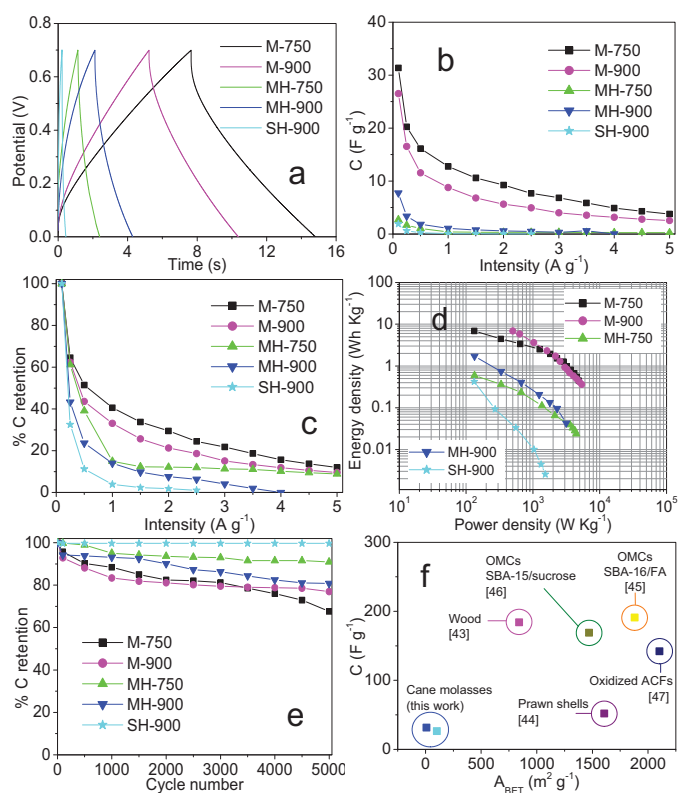 M-750
M-900
MH-750
MH-900
SH-900
a
Potential (V)
0.8
0.6
0.4
0.2
0.0
0 4 8 12 16
Time (s)
b
M-750
M-900
MH-750
MH-900
SH-900
C (F g⁻¹)
40
30
20
10
0
0 1 2 3 4 5
Intensity (A g⁻¹)
M-750
M-900
MH-750
MH-900
SH-900
c
% C retention
100
80
60
40
20
0
0 1 2 3 4 5
Intensity (A g⁻¹)
d
M-750
M-900
MH-750
MH-900
SH-900
Energy density (Wh Kg⁻¹)
100
10
1
0.1
0.01
10¹ 10² 10³ 10⁴ 10⁵
Power density (W Kg⁻¹)
M-750
M-900
MH-750
MH-900
SH-900
e
% C retention
100
80
60
40
20
0
0 1000 2000 3000 4000 5000
Cycle number
f
OMCs
SBA-15/sucrose
[46]
OMCs
SBA-16/FA
[45]
Wood
[43]
Oxidized ACFs
[47]
Cane molasses
(this work)
Prawn shells
[44]
C (F g⁻¹)
300
200
100
0
0 500 1000 1500 2000
A_BET (m² g⁻¹)